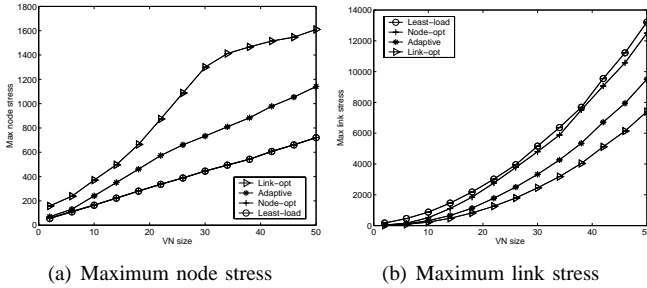 1800
1600
1400
1200
1000
800
600
400
200
0
Max node stress
0 10 20 30 40 50
VN size
Link-opt
Adaptive
Node-opt
Least-load
(a) Maximum node stress
14000
12000
10000
8000
6000
4000
2000
0
Max link stress
0 10 20 30 40 50
VN size
Least-load
Node-opt
Adaptive
Link-opt
(b) Maximum link stress